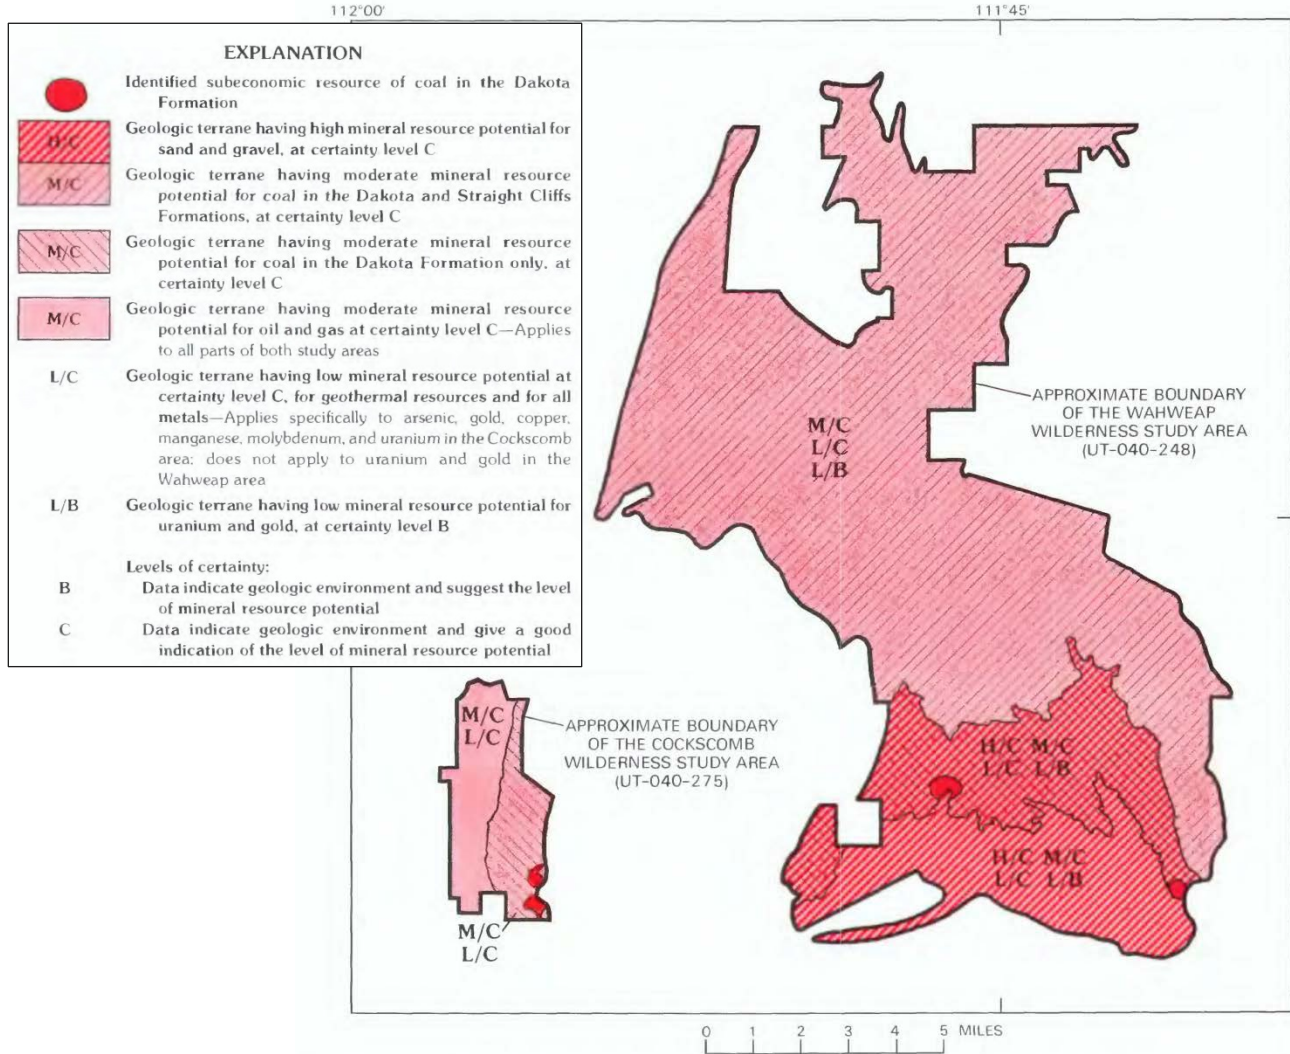 112°00'
111°45'
EXPLANATION
Identified subeconomic resource of coal in the Dakota
Formation
H/C
Geologic terrane having high mineral resource potential for
sand and gravel, at certainty level C
M/C
Geologic terrane having moderate mineral resource
potential for coal in the Dakota and Straight Cliffs
Formations, at certainty level C
M/C
Geologic terrane having moderate mineral resource
potential for coal in the Dakota Formation only, at
certainty level C
M/C
Geologic terrane having moderate mineral resource
potential for oil and gas at certainty level C—Applies
to all parts of both study areas
L/C
Geologic terrane having low mineral resource potential at
certainty level C, for geothermal resources and for all
metals—Applies specifically to arsenic, gold, copper,
manganese, molybdenum, and uranium in the Cockscomb
area; does not apply to uranium and gold in the
Wahweap area
L/B
Geologic terrane having low mineral resource potential for
uranium and gold, at certainty level B
Levels of certainty:
B
Data indicate geologic environment and suggest the level
of mineral resource potential
C
Data indicate geologic environment and give a good
indication of the level of mineral resource potential
M/C
L/C
L/B
APPROXIMATE BOUNDARY
OF THE WAHWEAP
WILDERNESS STUDY AREA
(UT-040-248)
M/C
L/C
APPROXIMATE BOUNDARY
OF THE COCKSCOMB
WILDERNESS STUDY AREA
(UT-040-275)
H/C M/C
L/C L/B
H/C M/C
L/C L/B
M/C
L/C
0 1 2 3 4 5 MILES